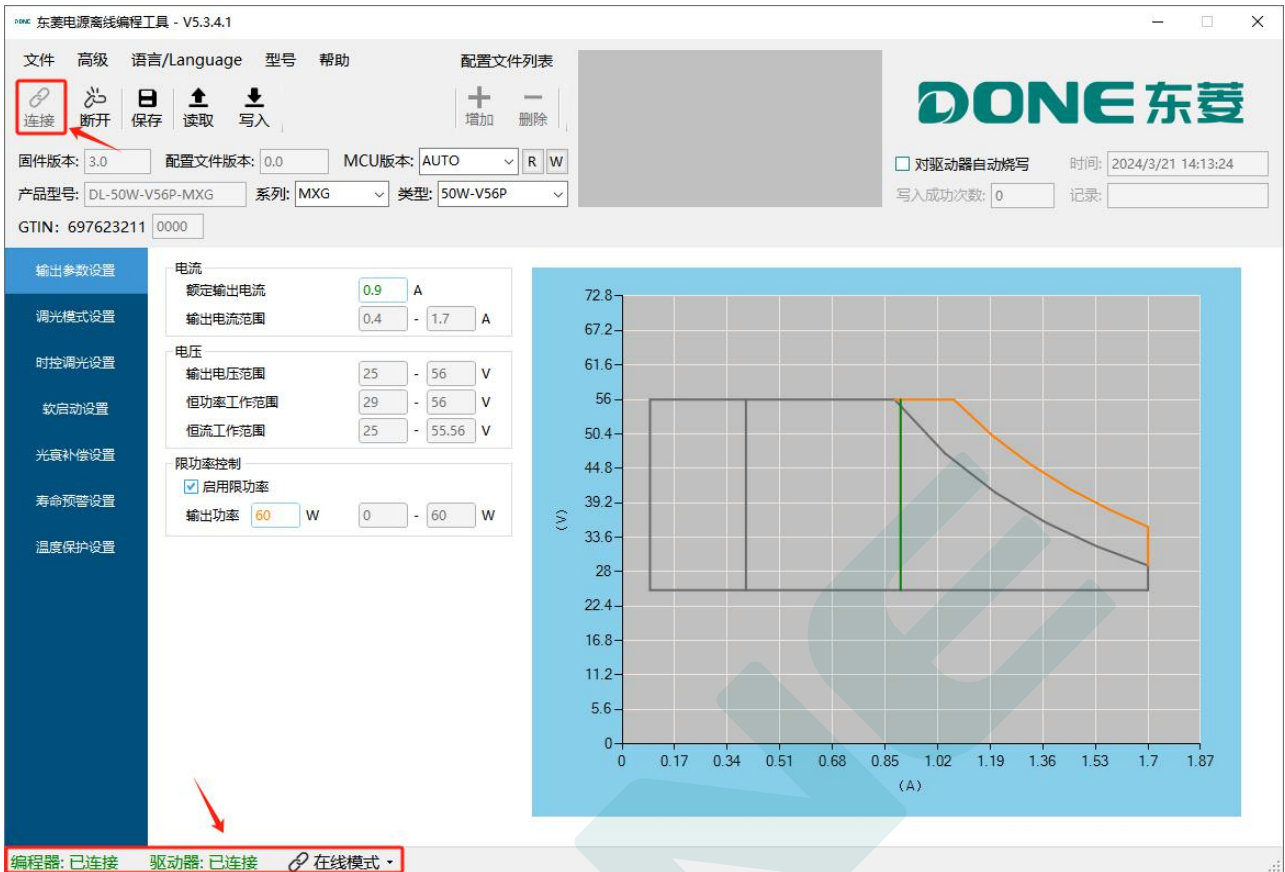 DONE 东菱电源离线编程工具 - V5.3.4.1
文件 高级 语言/Language 型号 帮助 配置文件列表
连接 断开 保存 读取 写入 增加 删除
DONE东菱
固件版本: 3.0 配置文件版本: 0.0 MCU版本: AUTO R W
对驱动器自动烧写 时间: 2024/3/21 14:13:24
产品型号: DL-50W-V56P-MXG 系列: MXG 类型: 50W-V56P
写入成功次数: 0 记录:
GTIN: 697623211 0000
输出参数设置
调光模式设置
时控调光设置
软启动设置
光衰补偿设置
寿命预警设置
温度保护设置
电流
额定输出电流 0.9 A
输出电流范围 0.4 - 1.7 A
电压
输出电压范围 25 - 56 V
恒功率工作范围 29 - 56 V
恒流工作范围 25 - 55.56 V
限功率控制
启用限功率
输出功率 60 W 0 - 60 W
72.8
67.2
61.6
56
50.4
44.8
39.2
33.6
28
22.4
16.8
11.2
5.6
0
(V)
0 0.17 0.34 0.51 0.68 0.85 1.02 1.19 1.36 1.53 1.7 1.87
(A)
编程器: 已连接 驱动器: 已连接 在线模式